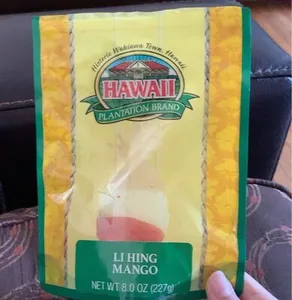 Historic Wahiawa Town, Hawaii
HAWAII
PLANTATION BRAND
LI HING
MANGO
NET WT 8.0 OZ (227g)